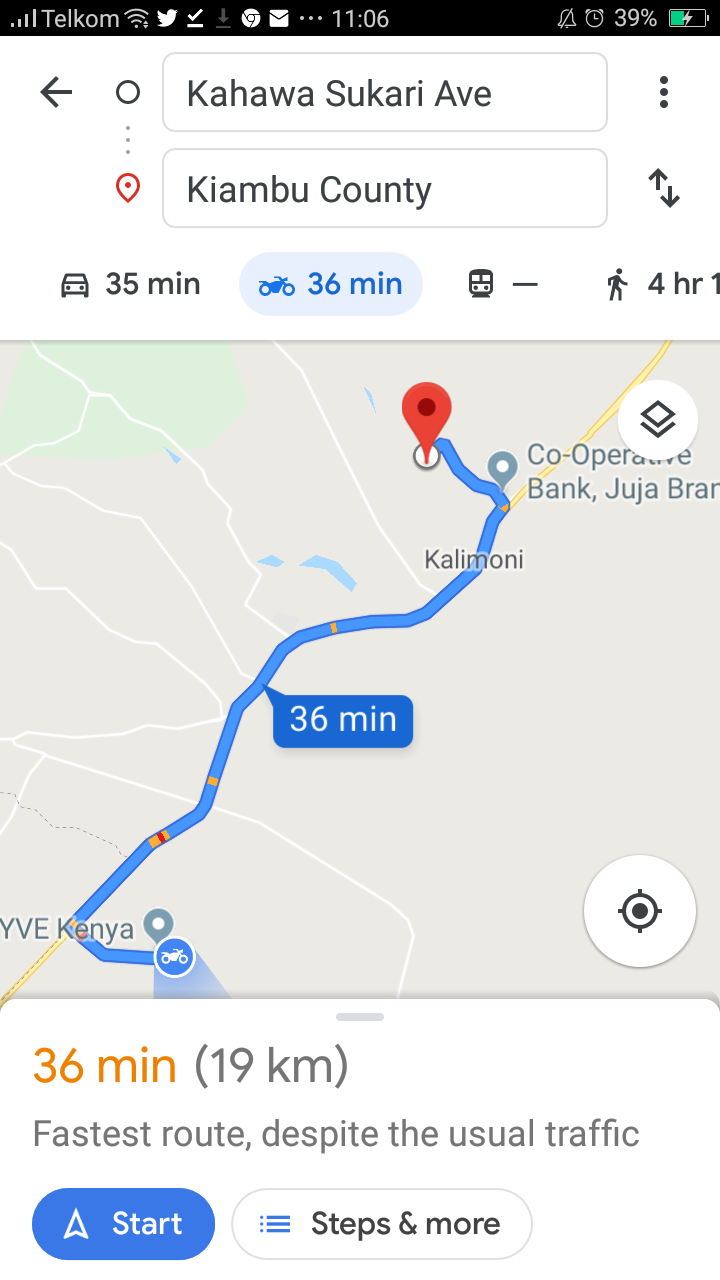 Telkom 11:06 39%
Kahawa Sukari Ave
Kiambu County
35 min 36 min — 4 hr 1
Co-Operative
Bank, Juja Bran
Kalimoni
36 min
YVE Kenya
36 min (19 km)
Fastest route, despite the usual traffic
Start Steps & more